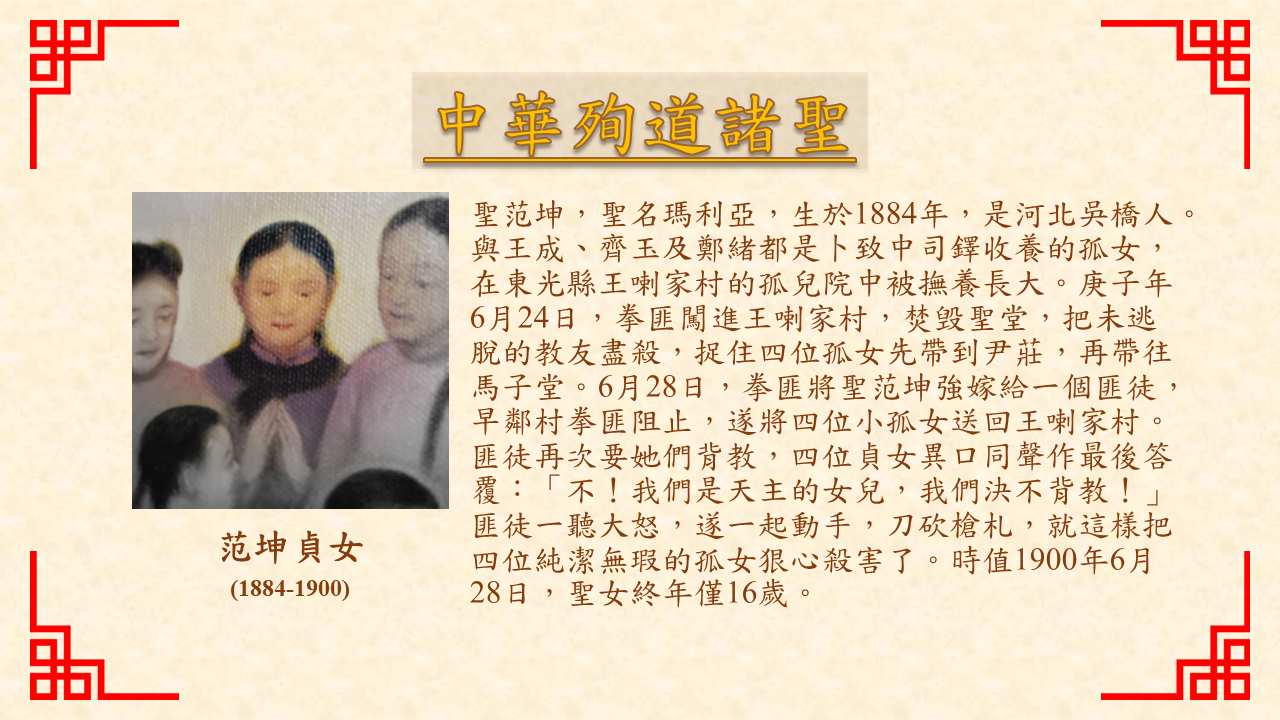 中華殉道諸聖
聖范坤，聖名瑪利亞，生於1884年，是河北吳橋人。
與王成、齊玉及鄭緒都是卜致中司鐸收養的孤女，
在東光縣王喇家村的孤兒院中被撫養長大。庚子年
6月24日，拳匪闖進王喇家村，焚毀聖堂，把未逃
脫的教友盡殺，捉住四位孤女先帶到尹莊，再帶往
馬子堂。6月28日，拳匪將聖范坤強嫁給一個匪徒，
早鄰村拳匪阻止，遂將四位小孤女送回王喇家村。
匪徒再次要她們背教，四位貞女異口同聲作最後答
覆：「不！我們是天主的女兒，我們決不背教！」
匪徒一聽大怒，遂一起動手，刀砍槍札，就這樣把
四位純潔無瑕的孤女狠心殺害了。時值1900年6月
28日，聖女終年僅16歲。
范坤貞女
(1884-1900)